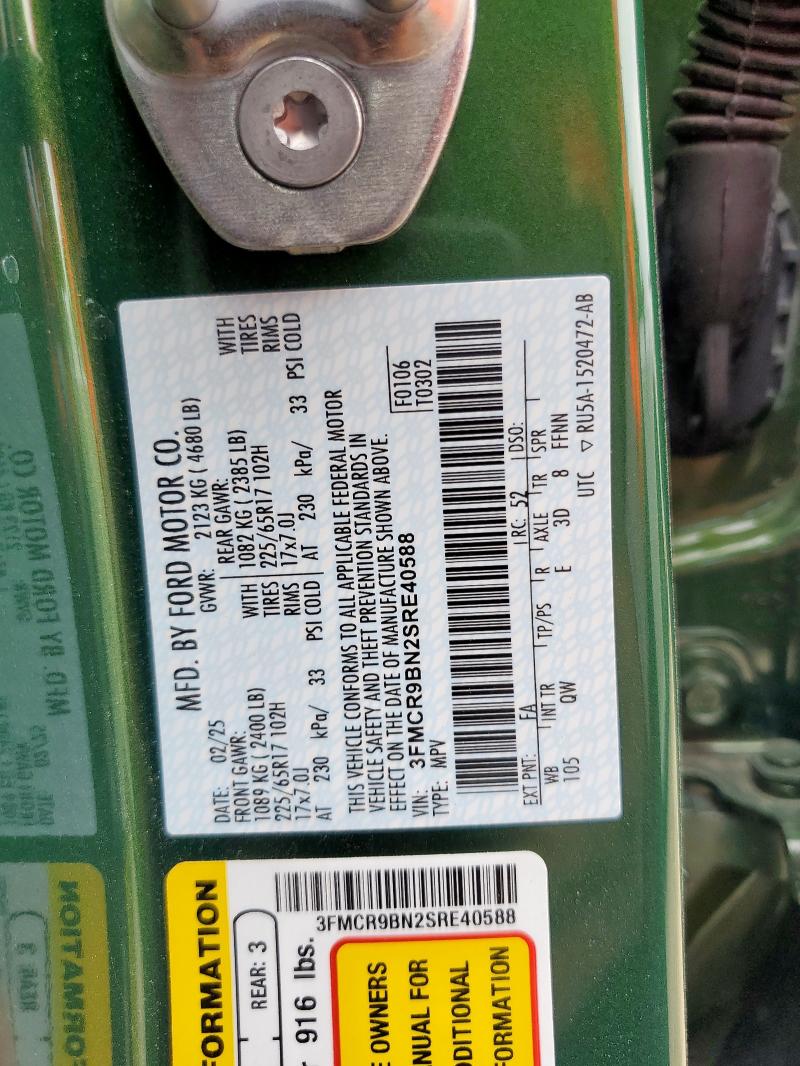 MFD. BY FORD MOTOR CO.
DATE: 02/25 GVWR: 2123 KG ( 4680 LB)
FRONT GAWR: REAR GAWR:
1089 KG ( 2400 LB) WITH 1082 KG ( 2385 LB) WITH
225/65R17 102H TIRES 225/65R17 102H TIRES
17x7.0J RIMS 17x7.0J RIMS
AT 230 kPa/ 33 PSI COLD AT 230 kPa/ 33 PSI COLD
THIS VEHICLE CONFORMS TO ALL APPLICABLE FEDERAL MOTOR
VEHICLE SAFETY AND THEFT PREVENTION STANDARDS IN
EFFECT ON THE DATE OF MANUFACTURE SHOWN ABOVE.
VIN: 3FMCR9BN2SRE40588 F0106
TYPE: MPV T0302
EXT PNT: EA RC: 52 DSO:
WB INT TR TP/PS R AXLE TR SPR
105 QW E 3D 8 FFNN
UTC ▽ RU5A-1520472-AB
FORMATION
REAR: 3
916 lbs.
3FMCR9BN2SRE40588
OWNERS
FORMATION